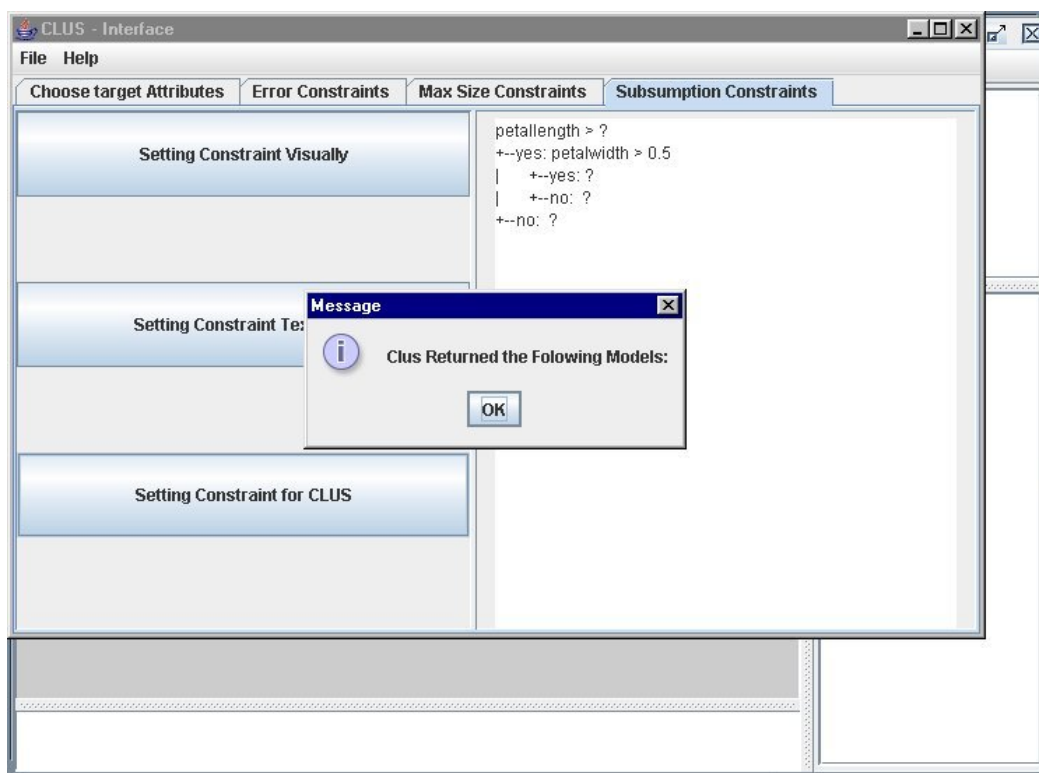 CLUS - Interface
File Help
Choose target Attributes Error Constraints Max Size Constraints Subsumption Constraints
Setting Constraint Visually
petallength > ?
+--yes: petalwidth > 0.5
| +--yes: ?
| +--no: ?
+--no: ?
Setting Constraint Te
Message
i
Clus Returned the Folowing Models:
OK
Setting Constraint for CLUS